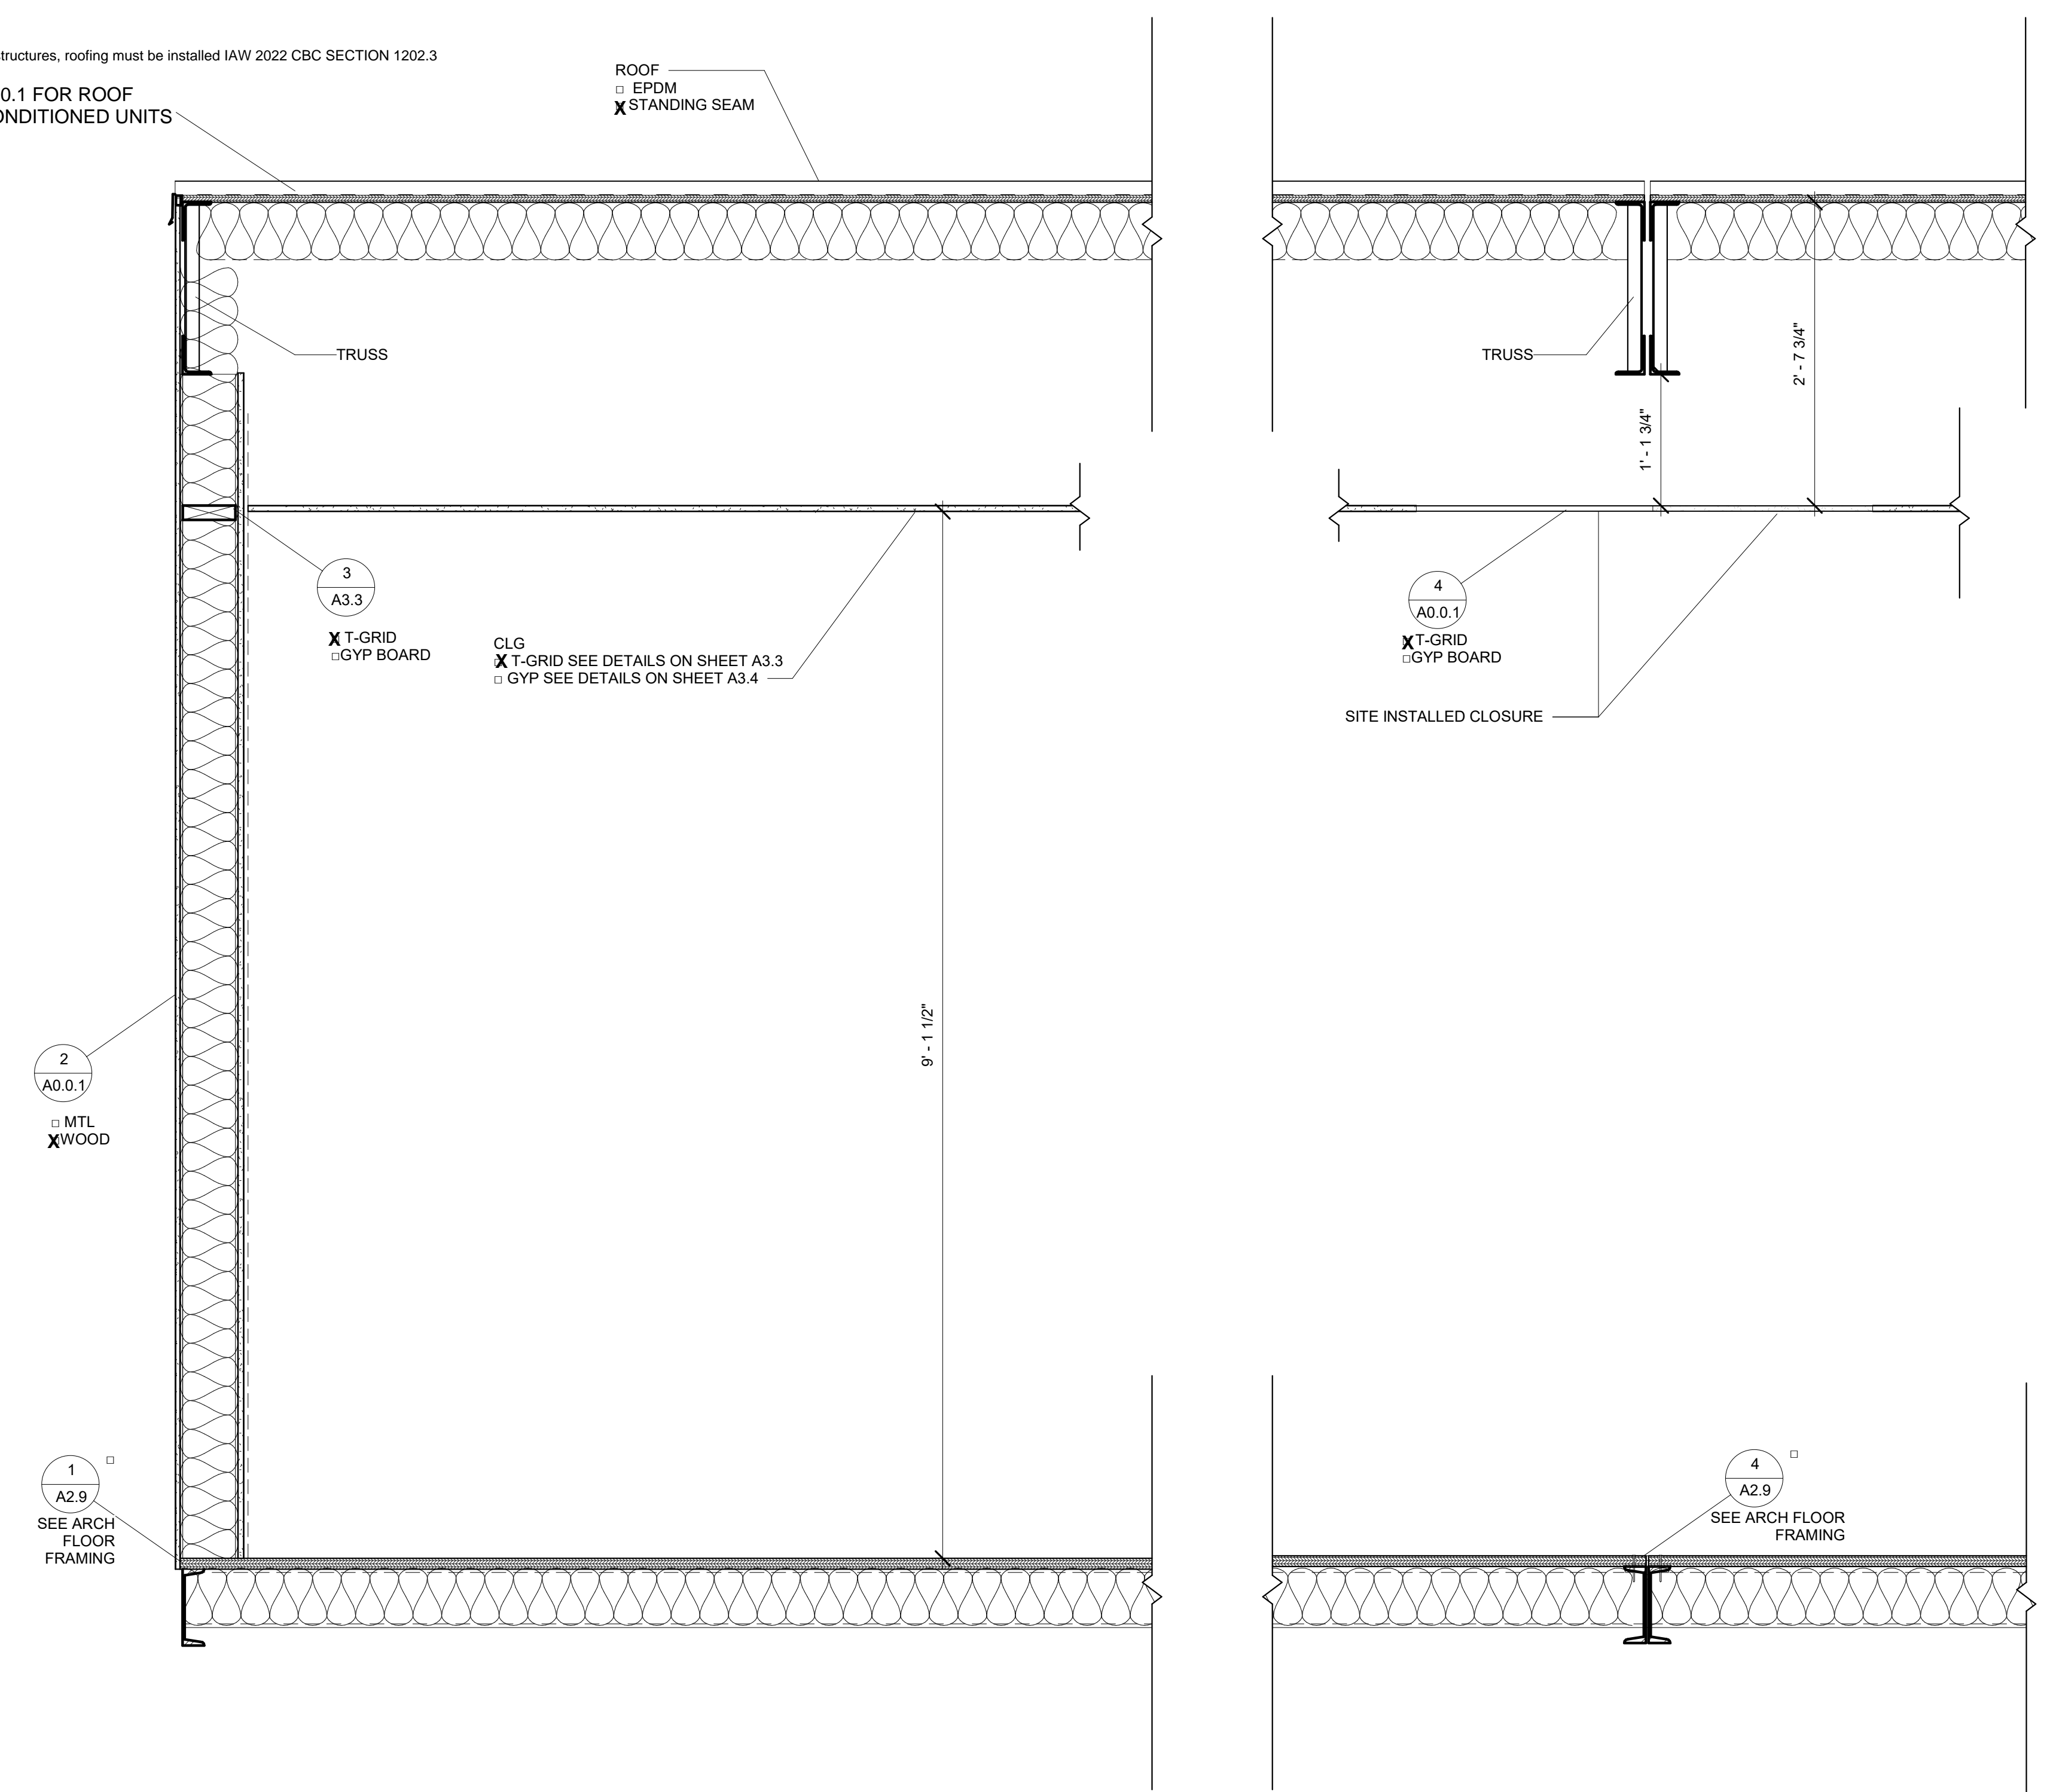 tructures, roofing must be installed IAW 2022 CBC SECTION 1202.3
0.1 FOR ROOF
ONDITIONED UNITS
ROOF
□ EPDM
X STANDING SEAM
TRUSS
3
A3.3
X T-GRID
□GYP BOARD
CLG
X T-GRID SEE DETAILS ON SHEET A3.3
□ GYP SEE DETAILS ON SHEET A3.4
9' - 1 1/2"
2
A0.0.1
□ MTL
XWOOD
1
A2.9
□
SEE ARCH
FLOOR
FRAMING
TRUSS
2' - 7 3/4"
1' - 1 3/4"
4
A0.0.1
XT-GRID
□GYP BOARD
SITE INSTALLED CLOSURE
4
A2.9
□
SEE ARCH FLOOR
FRAMING